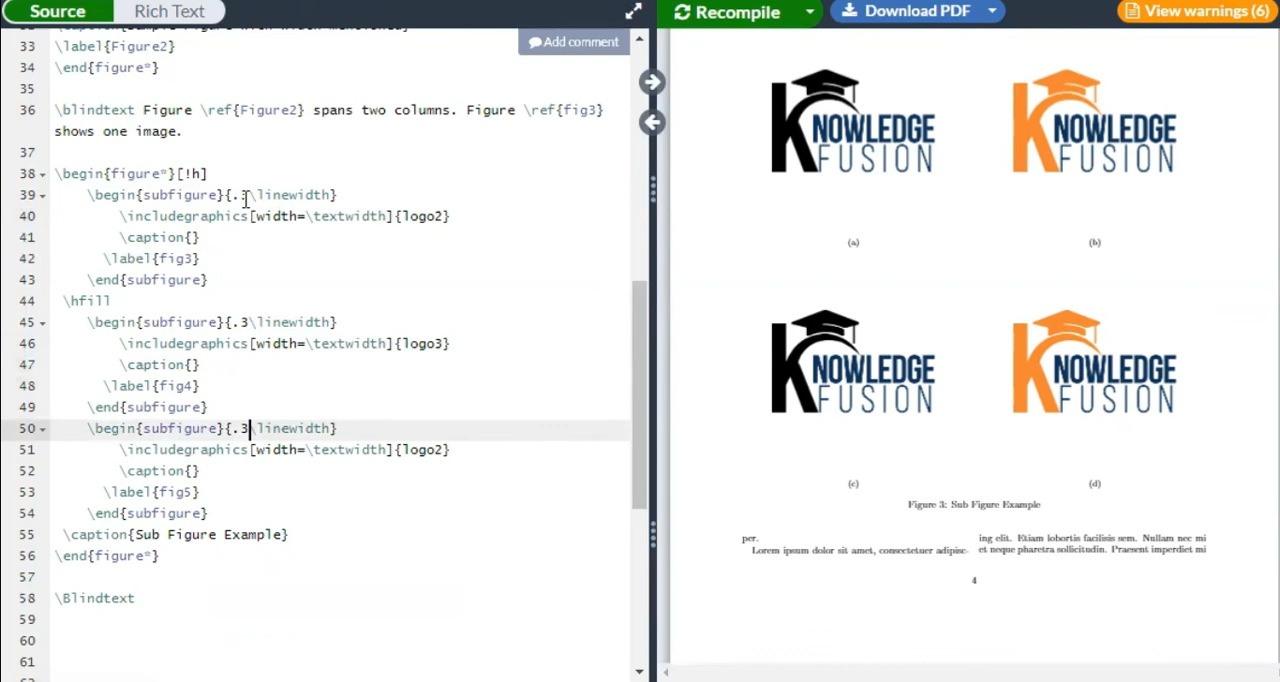 Source Rich Text
Recompile Download PDF View warnings (6)
Add comment
33 \label{Figure2}
34 \end{figure*}
35
36 \blindtext Figure \ref{Figure2} spans two columns. Figure \ref{fig3}
shows one image.
37
38 \begin{figure*}[!h]
39 \begin{subfigure}{.3\linewidth}
40 \includegraphics[width=\textwidth]{logo2}
41 \caption{}
42 \label{fig3}
43 \end{subfigure}
44 \hfill
45 \begin{subfigure}{.3\linewidth}
46 \includegraphics[width=\textwidth]{logo3}
47 \caption{}
48 \label{fig4}
49 \end{subfigure}
50 \begin{subfigure}{.3\linewidth}
51 \includegraphics[width=\textwidth]{logo2}
52 \caption{}
53 \label{fig5}
54 \end{subfigure}
55 \caption{Sub Figure Example}
56 \end{figure*}
57
58 \Blindtext
59
60
61
KNOWLEDGE
FUSION
KNOWLEDGE
FUSION
(a) (b)
KNOWLEDGE
FUSION
KNOWLEDGE
FUSION
(c) (d)
Figure 3: Sub Figure Example
per.
Lorem ipsum dolor sit amet, consectetuer adipisc-
ing elit. Etiam lobortis facilisis sem. Nullam nec mi
et neque pharetra sollicitudin. Praesent imperdiet mi
4